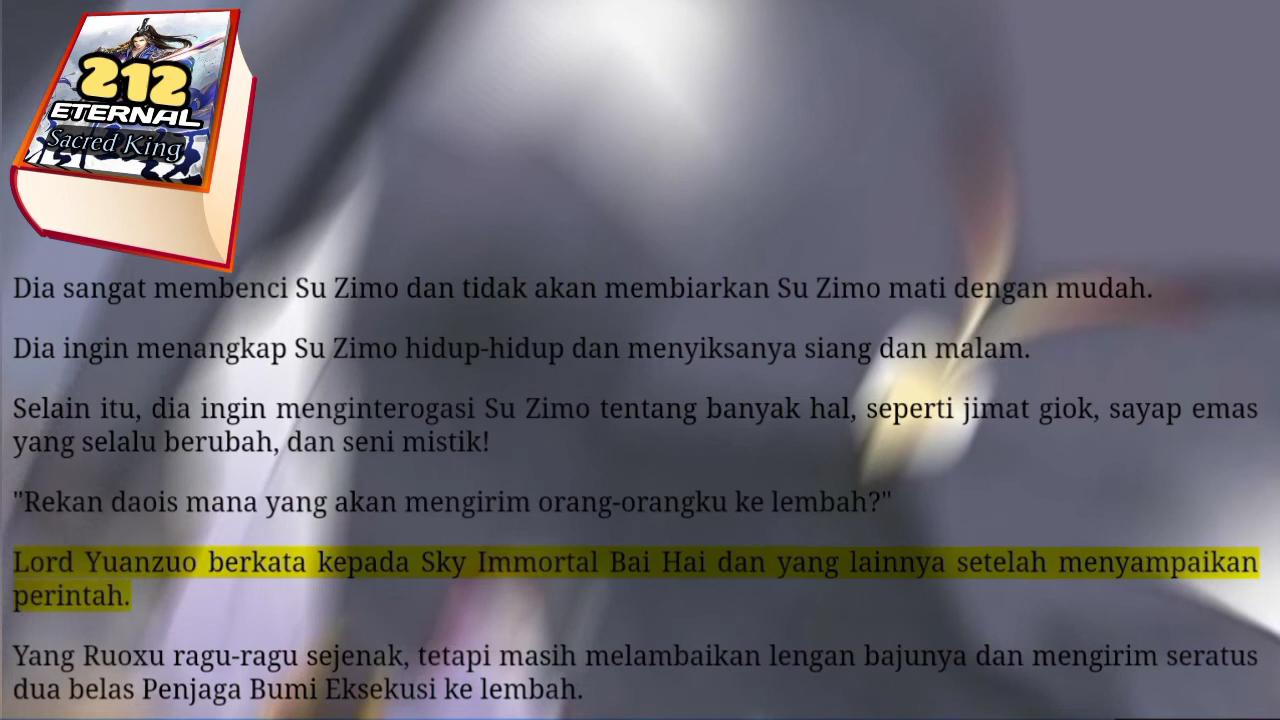 212
ETERNAL
Sacred King
Dia sangat membenci Su Zimo dan tidak akan membiarkan Su Zimo mati dengan mudah.
Dia ingin menangkap Su Zimo hidup-hidup dan menyiksanya siang dan malam.
Selain itu, dia ingin menginterogasi Su Zimo tentang banyak hal, seperti jimat giok, sayap emas
yang selalu berubah, dan seni mistik!
"Rekan daois mana yang akan mengirim orang-orangku ke lembah?"
Lord Yuanzuo berkata kepada Sky Immortal Bai Hai dan yang lainnya setelah menyampaikan
perintah.
Yang Ruoxu ragu-ragu sejenak, tetapi masih melambaikan lengan bajunya dan mengirim seratus
dua belas Penjaga Bumi Eksekusi ke lembah.